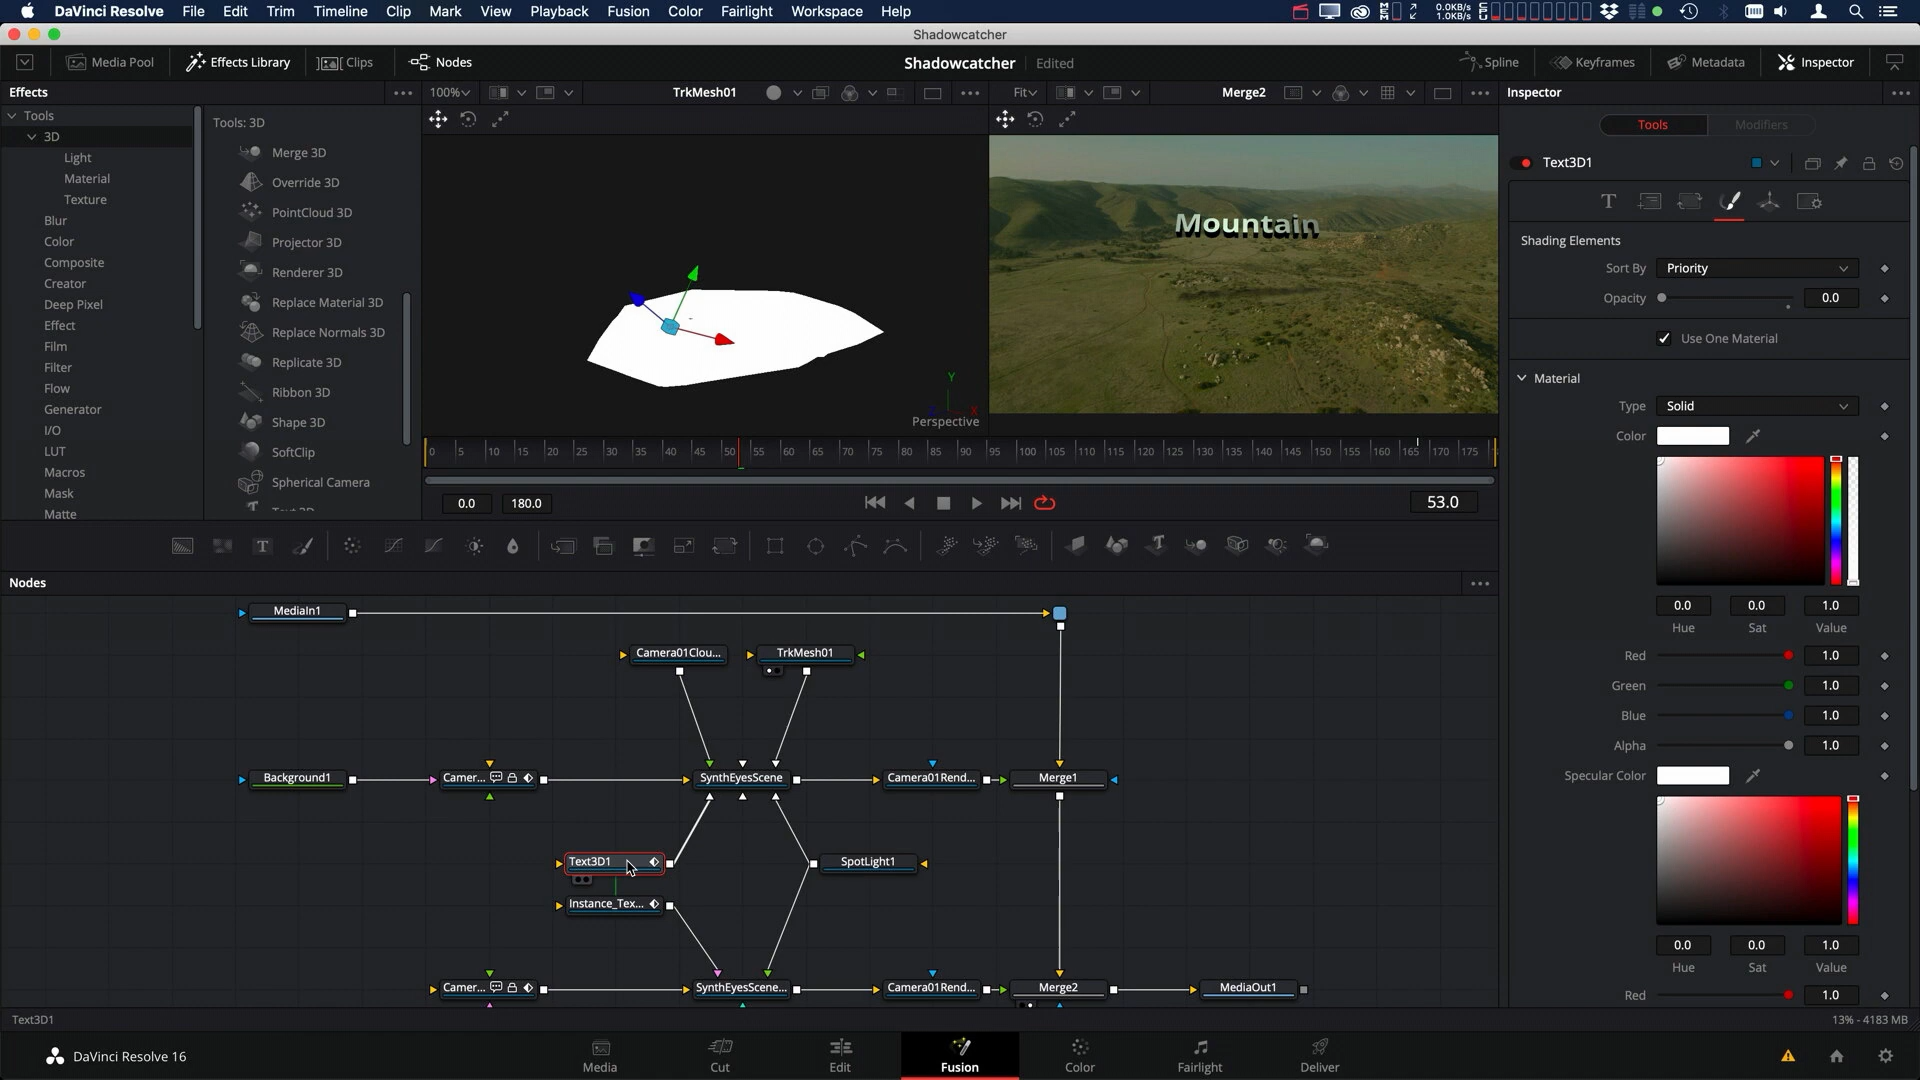 DaVinci Resolve File Edit Trim Timeline Clip Mark View Playback Fusion Color Fairlight Workspace Help
0.0KB/s
1.0KB/s
Shadowcatcher
Media Pool Effects Library Clips Nodes Shadowcatcher Edited Spline Keyframes Metadata Inspector
Effects 100% TrkMesh01 Fit Merge2 Inspector
Tools
3D
Light
Material
Texture
Blur
Color
Composite
Creator
Deep Pixel
Effect
Film
Filter
Flow
Generator
I/O
LUT
Macros
Mask
Matte
Tools: 3D
Merge 3D
Override 3D
PointCloud 3D
Projector 3D
Renderer 3D
Replace Material 3D
Replace Normals 3D
Replicate 3D
Ribbon 3D
Shape 3D
SoftClip
Spherical Camera
Y
X
Perspective
Mountain
0 5 10 15 20 25 30 35 40 45 50 55 60 65 70 75 80 85 90 95 100 105 110 115 120 125 130 135 140 145 150 155 160 165 170 175
0.0 180.0 53.0
Nodes
MediaIn1
Camera01Clou... TrkMesh01
Background1 Camer... SynthEyesScene Camera01Rend... Merge1
Text3D1 SpotLight1
Instance_Tex...
Camer... SynthEyesScene... Camera01Rend... Merge2 MediaOut1
Tools Modifiers
Text3D1
Shading Elements
Sort By Priority
Opacity 0.0
Use One Material
Material
Type Solid
Color
0.0 0.0 1.0
Hue Sat Value
Red 1.0
Green 1.0
Blue 1.0
Alpha 1.0
Specular Color
0.0 0.0 1.0
Hue Sat Value
Red 1.0
Text3D1 13% - 4183 MB
DaVinci Resolve 16 Media Cut Edit Fusion Color Fairlight Deliver